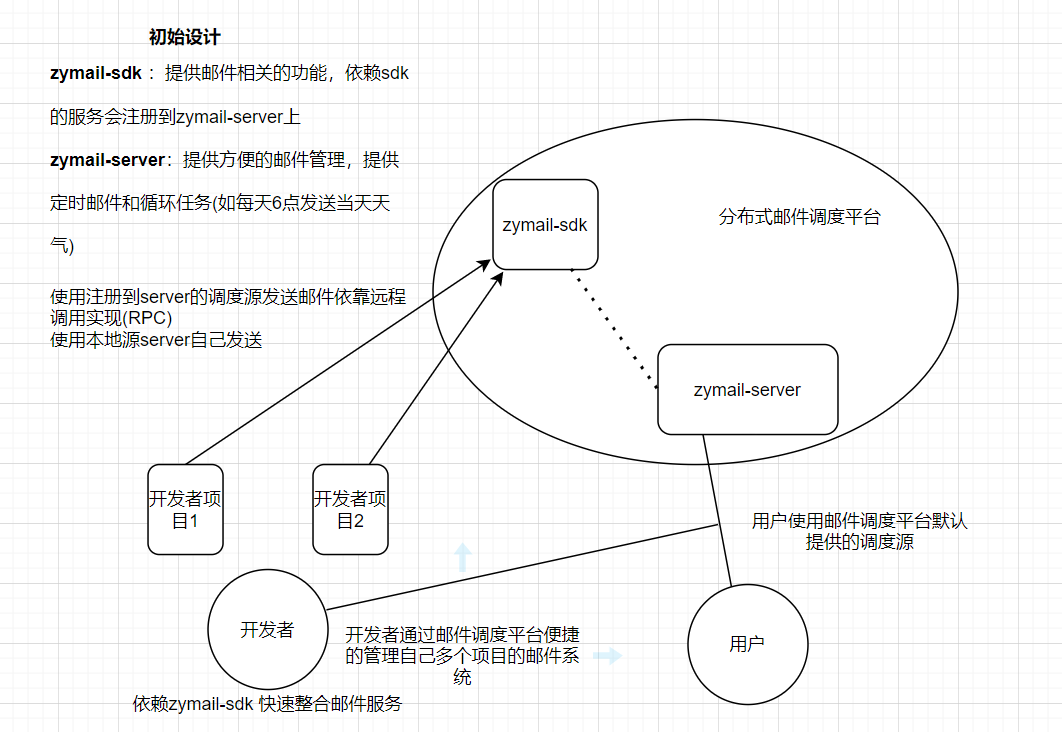 初始设计
zymail-sdk ：提供邮件相关的功能，依赖sdk
的服务会注册到zymail-server上
zymail-server：提供方便的邮件管理，提供
定时邮件和循环任务(如每天6点发送当天天
气)
使用注册到server的调度源发送邮件依靠远程
调用实现(RPC)
使用本地源server自己发送
zymail-sdk
分布式邮件调度平台
zymail-server
开发者项
目1
开发者项
目2
用户使用邮件调度平台默认
提供的调度源
开发者
开发者通过邮件调度平台便捷
的管理自己多个项目的邮件系
统
用户
依赖zymail-sdk 快速整合邮件服务